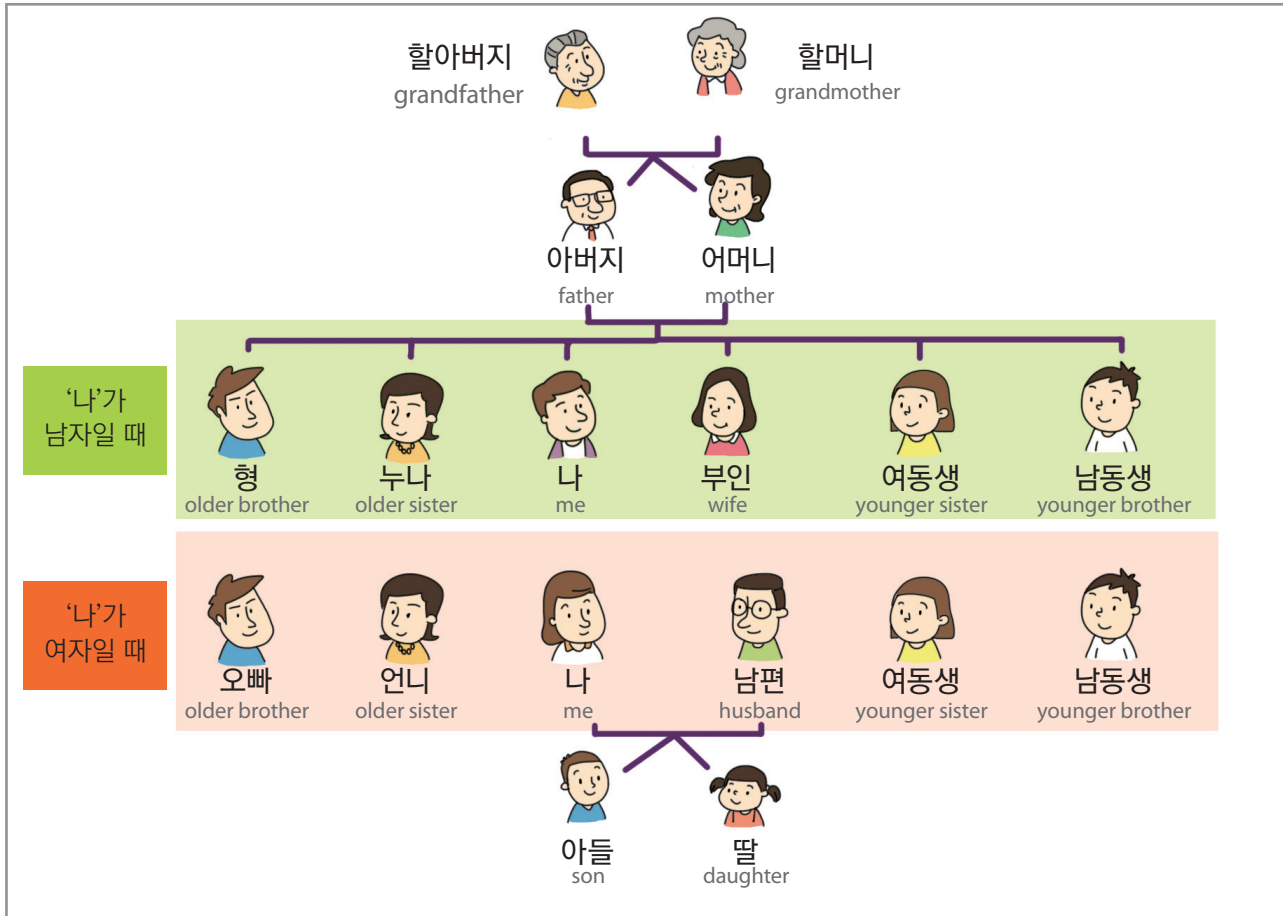 할아버지
grandfather
할머니
grandmother
아버지
father
어머니
mother
‘나’가
남자일 때
형
older brother
누나
older sister
나
me
부인
wife
여동생
younger sister
남동생
younger brother
‘나’가
여자일 때
오빠
older brother
언니
older sister
나
me
남편
husband
여동생
younger sister
남동생
younger brother
아들
son
딸
daughter